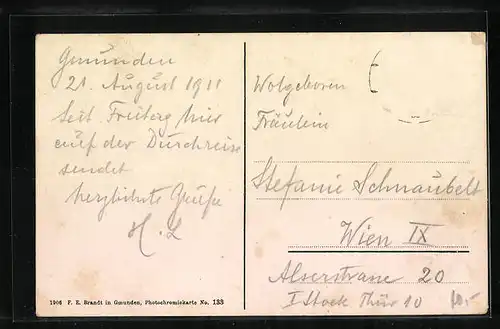 Gmunden
21. August 1911
Seit Freitag hier
auf der Durchreise
sendet
herzlichste Grüße
H. L
1906 F. E. Brandt in Gmunden, Photochromiekarte No. 133
Wolgeboren
Fräulein
Stefanie Schnaubelt
Wien IX
Alserstrasse 20
I Stock Thür 10
10,-